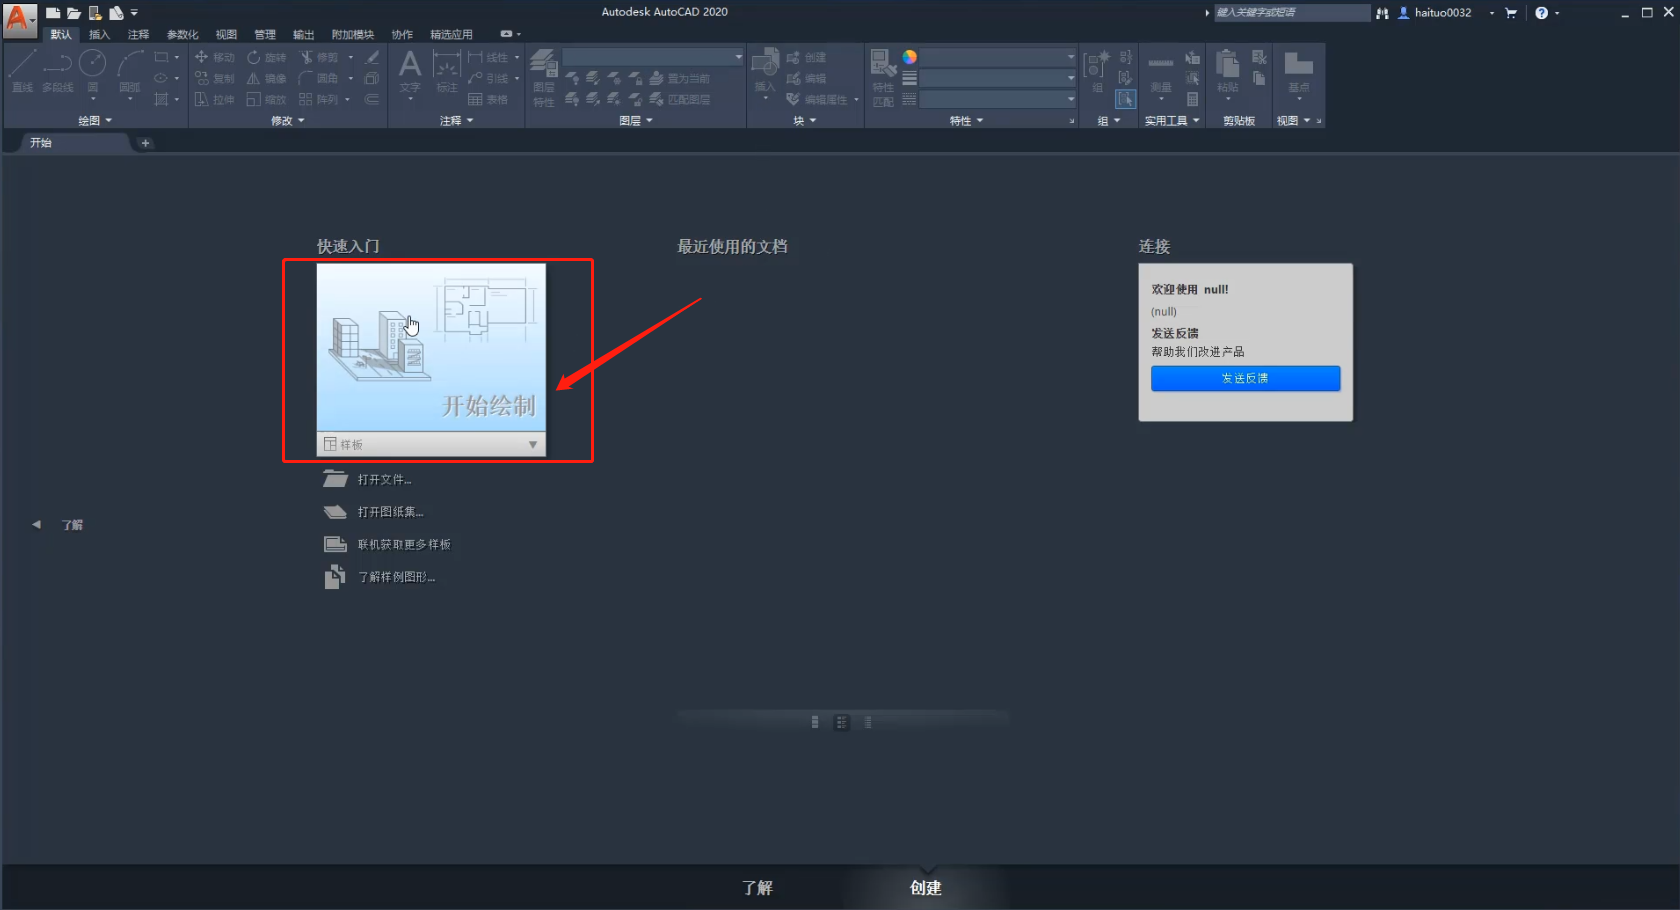 Autodesk AutoCAD 2020
键入关键字或短语
haituo0032
默认 插入 注释 参数化 视图 管理 输出 附加模块 协作 精选应用
直线 多段线 圆 圆弧
移动 旋转 修剪
复制 镜像 圆角
拉伸 缩放 阵列
文字 标注
线性
引线
表格
图层
特性
置为当前
匹配图层
插入
创建
编辑
编辑属性
特性
匹配
组
测量
粘贴
基点
绘图 修改 注释 图层 块 特性 组 实用工具 剪贴板 视图
开始
快速入门
开始绘制
样板
打开文件...
打开图纸集...
联机获取更多样板
了解样例图形...
最近使用的文档
连接
欢迎使用 null!
(null)
发送反馈
帮助我们改进产品
发送反馈
了解
了解 创建